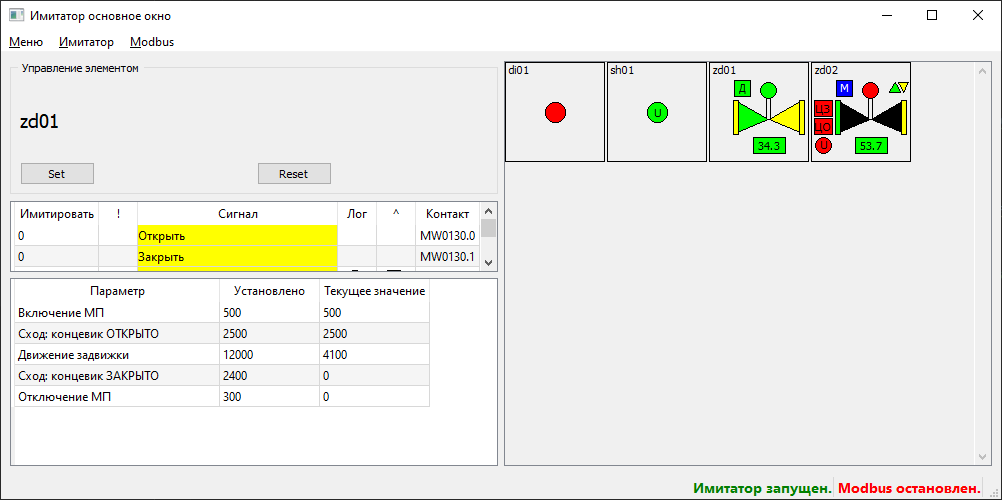 Имитатор основное окно
Меню Имитатор Modbus
Управление элементом
zd01
Set Reset
Имитировать ! Сигнал Лог ^ Контакт
0 Открыть MW0130.0
0 Закрыть MW0130.1
Параметр Установлено Текущее значение
Включение МП 500 500
Сход: концевик ОТКРЫТО 2500 2500
Движение задвижки 12000 4100
Сход: концевик ЗАКРЫТО 2400 0
Отключение МП 300 0
di01
sh01
U
zd01
Д
34.3
zd02
М
ЦЗ
ЦО
U
53.7
Имитатор запущен. Modbus остановлен.